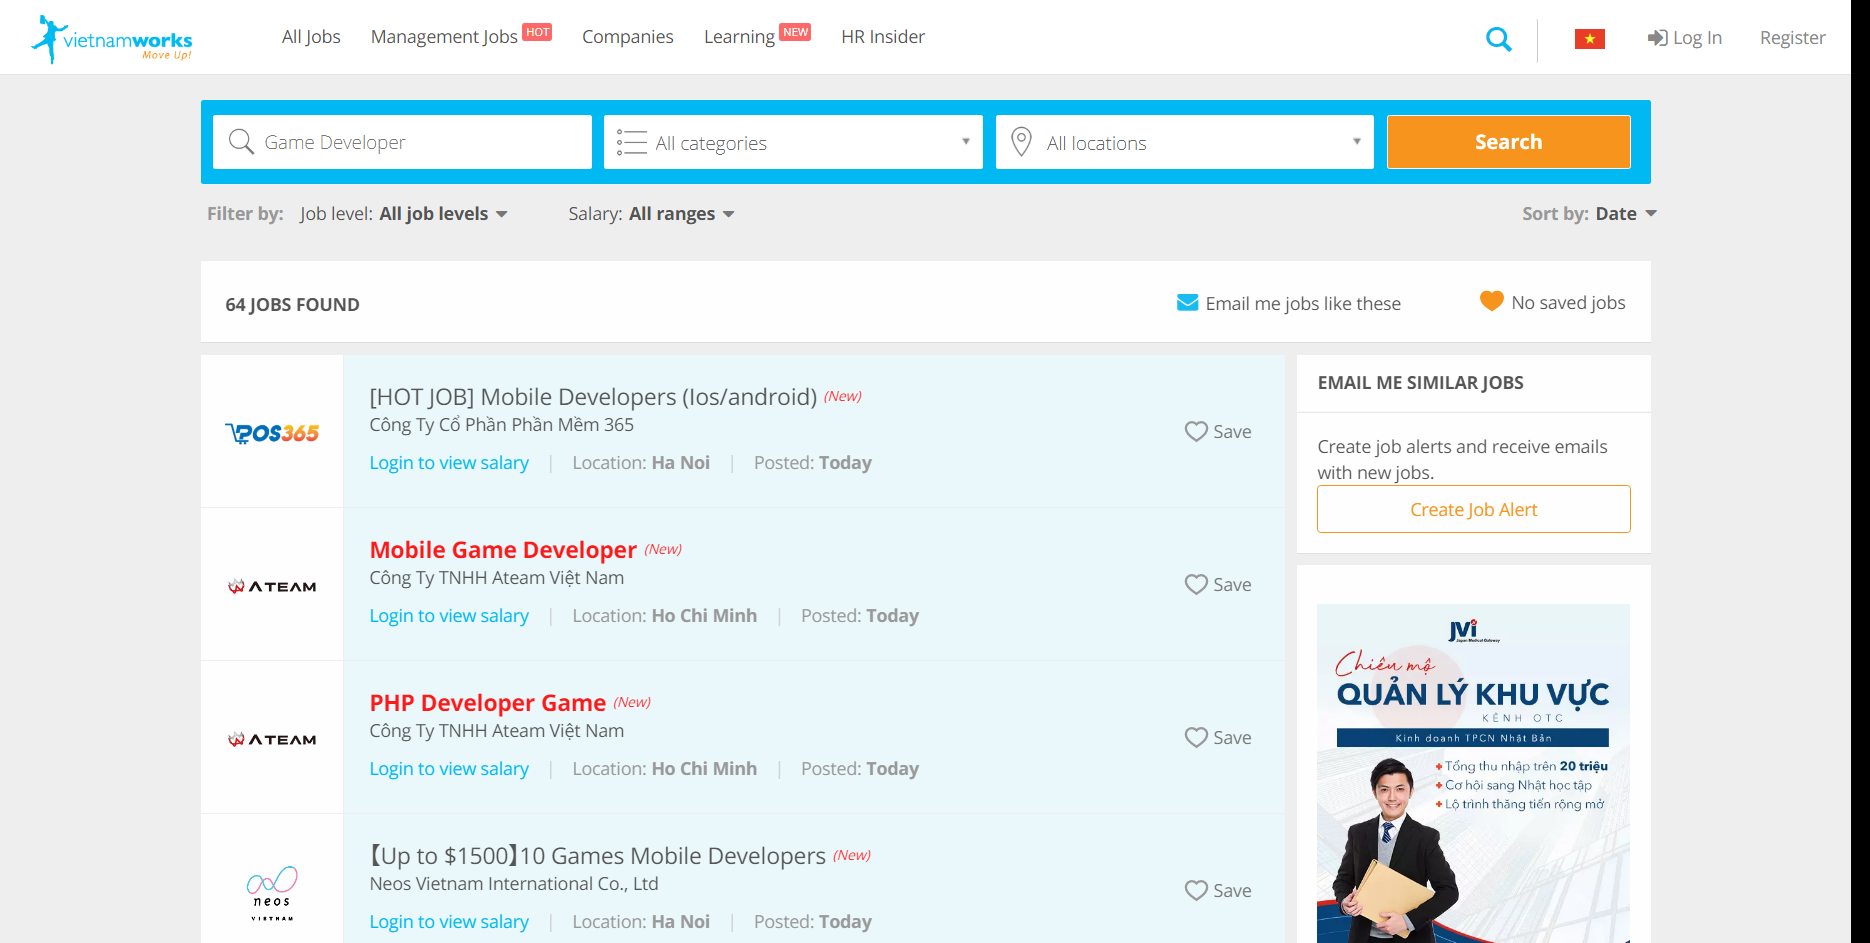 vietnamworks
Move Up!
All Jobs
Management Jobs HOT
Companies
Learning NEW
HR Insider
Log In
Register
Game Developer
All categories
All locations
Search
Filter by: Job level: All job levels
Salary: All ranges
Sort by: Date
64 JOBS FOUND
Email me jobs like these
No saved jobs
POS365
[HOT JOB] Mobile Developers (Ios/android) (New)
Công Ty Cổ Phần Phần Mềm 365
Login to view salary | Location: Ha Noi | Posted: Today
Save
ATEAM
Mobile Game Developer (New)
Công Ty TNHH Ateam Việt Nam
Login to view salary | Location: Ho Chi Minh | Posted: Today
Save
ATEAM
PHP Developer Game (New)
Công Ty TNHH Ateam Việt Nam
Login to view salary | Location: Ho Chi Minh | Posted: Today
Save
neos
VIETNAM
【Up to $1500】10 Games Mobile Developers (New)
Neos Vietnam International Co., Ltd
Login to view salary | Location: Ha Noi | Posted: Today
Save
EMAIL ME SIMILAR JOBS
Create job alerts and receive emails
with new jobs.
Create Job Alert
JVi
Japan Medical Gateway
Chiêu mộ
QUẢN LÝ KHU VỰC
KÊNH OTC
Kinh doanh TPCN Nhật Bản
Tổng thu nhập trên 20 triệu
Cơ hội sang Nhật học tập
Lộ trình thăng tiến rộng mở